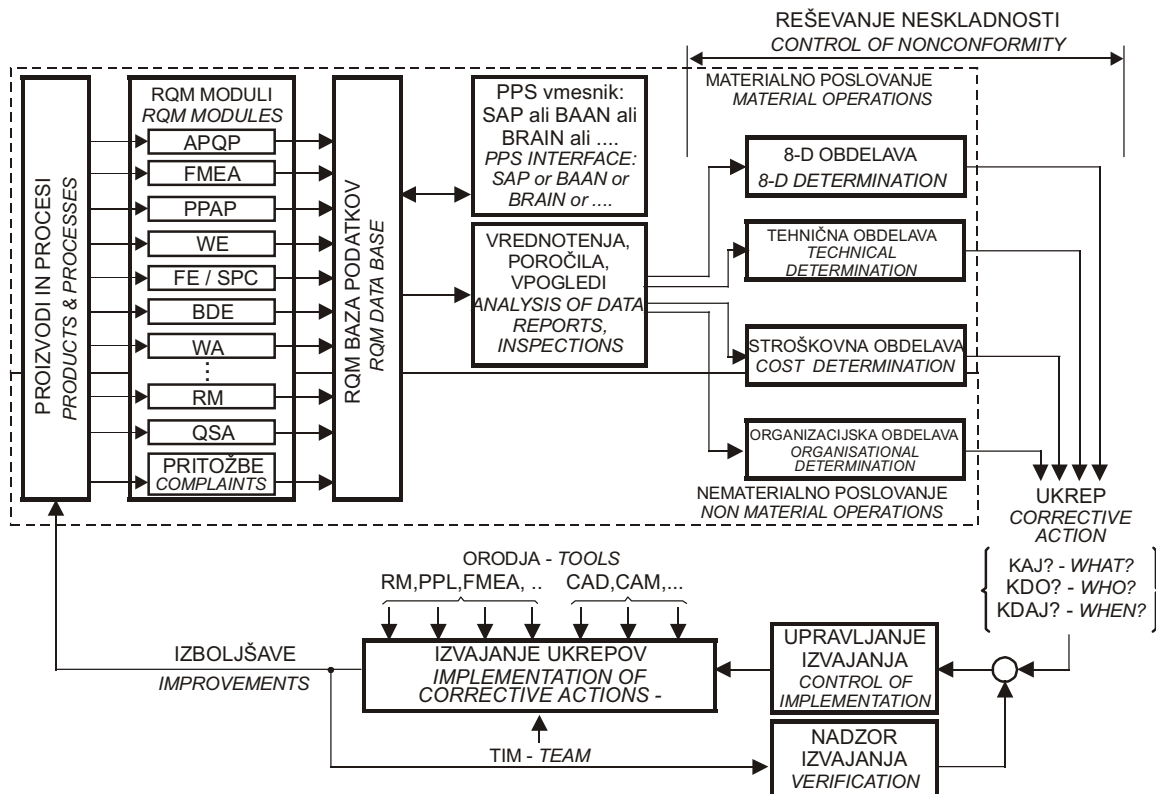 REŠEVANJE NESKLADNOSTI
CONTROL OF NONCONFORMITY
PROIZVODI IN PROCESI
PRODUCTS & PROCESSES
RQM MODULI
RQM MODULES
APQP
FMEA
PPAP
WE
FE / SPC
BDE
WA
RM
QSA
PRITOŽBE
COMPLAINTS
RQM BAZA PODATKOV
RQM DATA BASE
PPS vmesnik:
SAP ali BAAN ali
BRAIN ali ....
PPS INTERFACE:
SAP or BAAN or
BRAIN or ....
VREDNOTENJA,
POROČILA,
VPOGLEDI
ANALYSIS OF DATA
REPORTS,
INSPECTIONS
MATERIALNO POSLOVANJE
MATERIAL OPERATIONS
8-D OBDELAVA
8-D DETERMINATION
TEHNIČNA OBDELAVA
TECHNICAL
DETERMINATION
STROŠKOVNA OBDELAVA
COST DETERMINATION
ORGANIZACIJSKA OBDELAVA
ORGANISATIONAL
DETERMINATION
NEMATERIALNO POSLOVANJE
NON MATERIAL OPERATIONS
UKREP
CORRECTIVE
ACTION
KAJ? - WHAT?
KDO? - WHO?
KDAJ? - WHEN?
ORODJA - TOOLS
RM,PPL,FMEA, ..
CAD,CAM,...
IZVAJANJE UKREPOV
IMPLEMENTATION OF
CORRECTIVE ACTIONS -
UPRAVLJANJE
IZVAJANJA
CONTROL OF
IMPLEMENTATION
IZBOLJŠAVE
IMPROVEMENTS
TIM - TEAM
NADZOR
IZVAJANJA
VERIFICATION